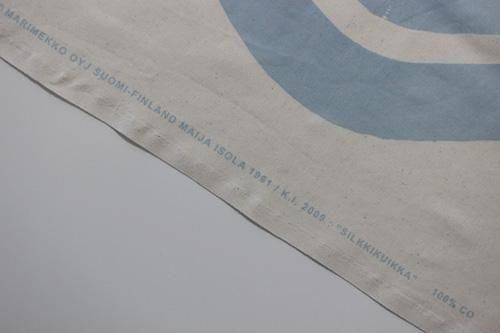 © MARIMEKKO OYJ SUOMI-FINLAND MAIJA ISOLA 1961 / K.I. 2009 - "SILKKIKUIKKA" 100% CO